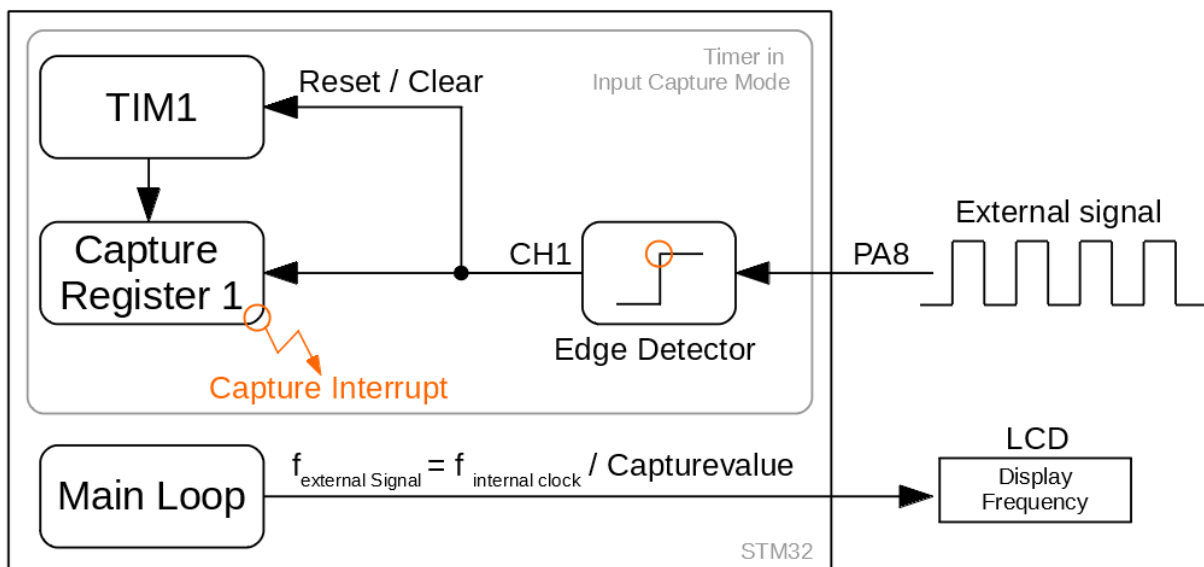 Timer in
Input Capture Mode
TIM1
Reset / Clear
External signal
Capture
Register 1
CH1
PA8
Edge Detector
Capture Interrupt
LCD
Main Loop
f external Signal = f internal clock / Capturevalue
Display
Frequency
STM32